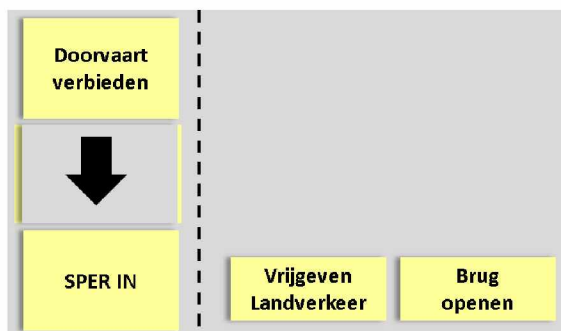 Doorvaart
verbieden
SPER IN
Vrijgeven
Landverkeer
Brug
openen